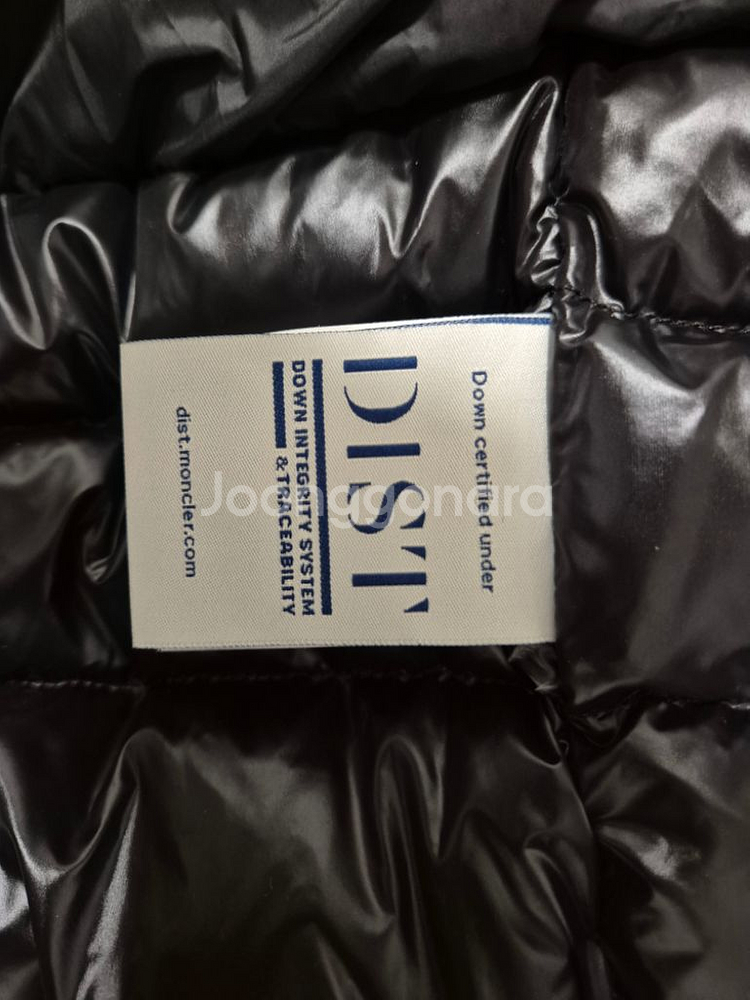 Down certified under
DIST
DOWN INTEGRITY SYSTEM
& TRACEABILITY
dist.moncler.com
Joonggonara